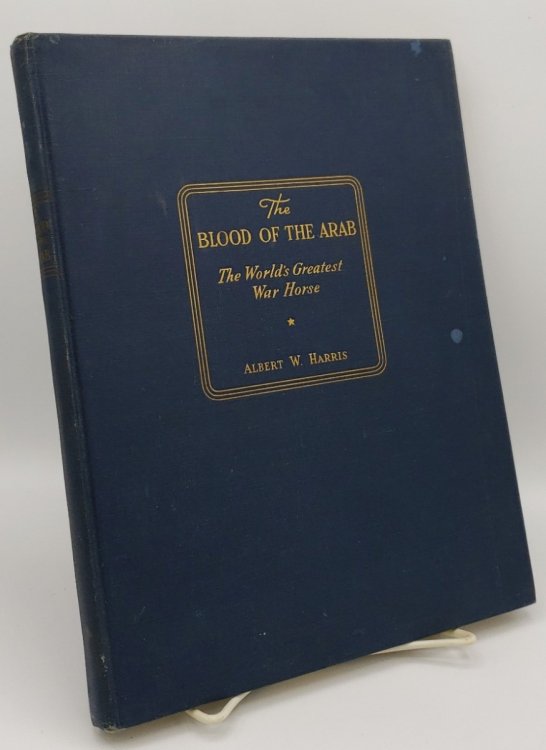 The
BLOOD OF THE ARAB
The World's Greatest
War Horse
ALBERT W. HARRIS